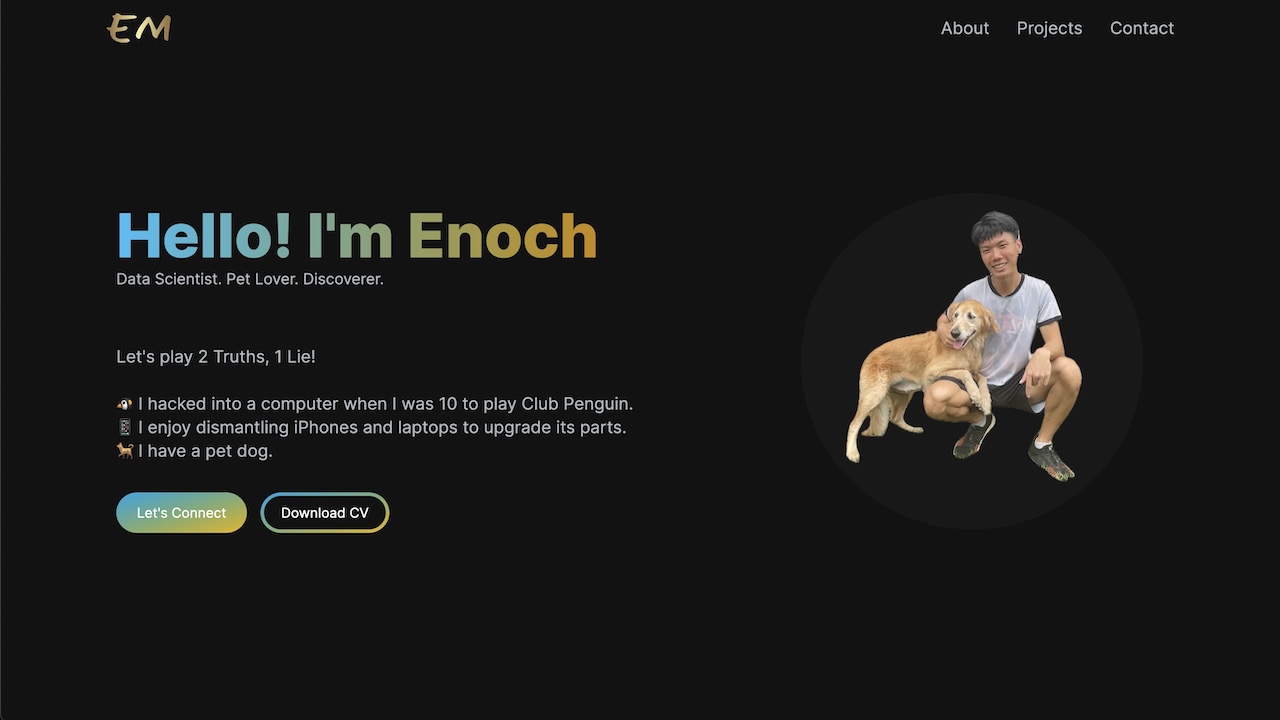 EM
About Projects Contact
Hello! I'm Enoch
Data Scientist. Pet Lover. Discoverer.
Let's play 2 Truths, 1 Lie!
I hacked into a computer when I was 10 to play Club Penguin.
I enjoy dismantling iPhones and laptops to upgrade its parts.
I have a pet dog.
Let's Connect Download CV